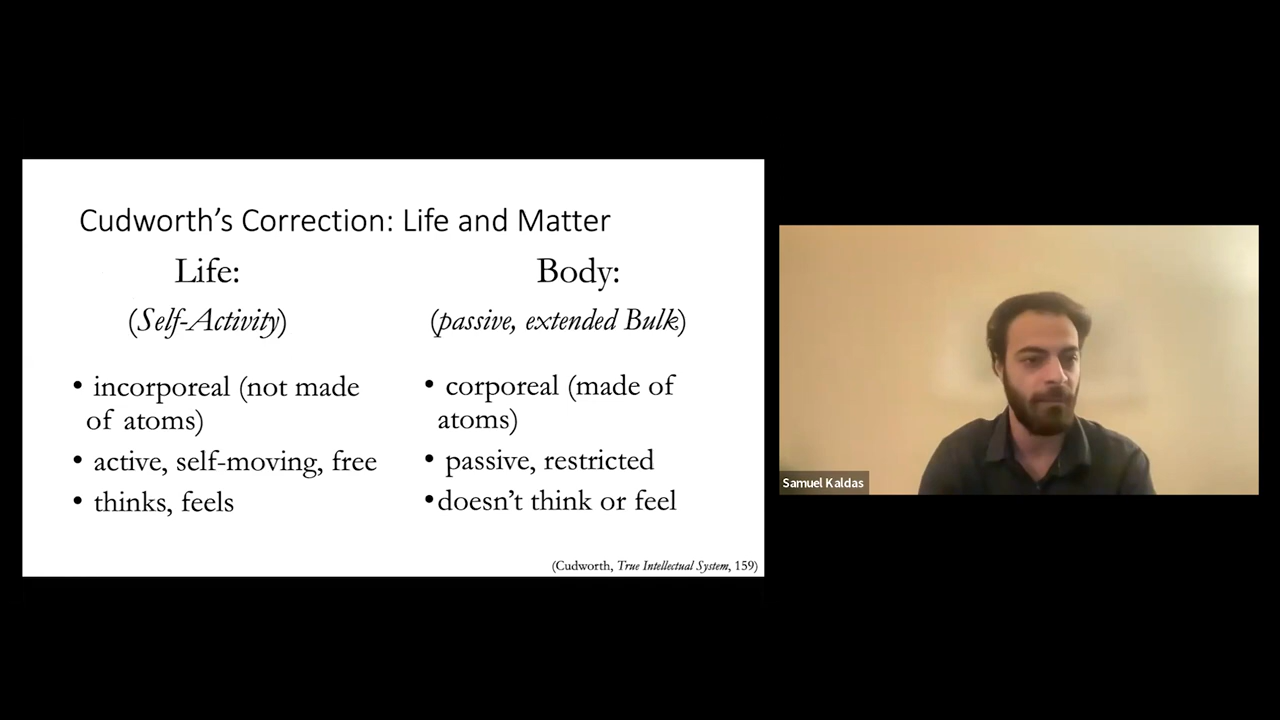 Cudworth’s Correction: Life and Matter
Life:
(Self-Activity)
• incorporeal (not made
of atoms)
• active, self-moving, free
• thinks, feels
Body:
(passive, extended Bulk)
• corporeal (made of
atoms)
• passive, restricted
• doesn’t think or feel
(Cudworth, True Intellectual System, 159)
Samuel Kaldas